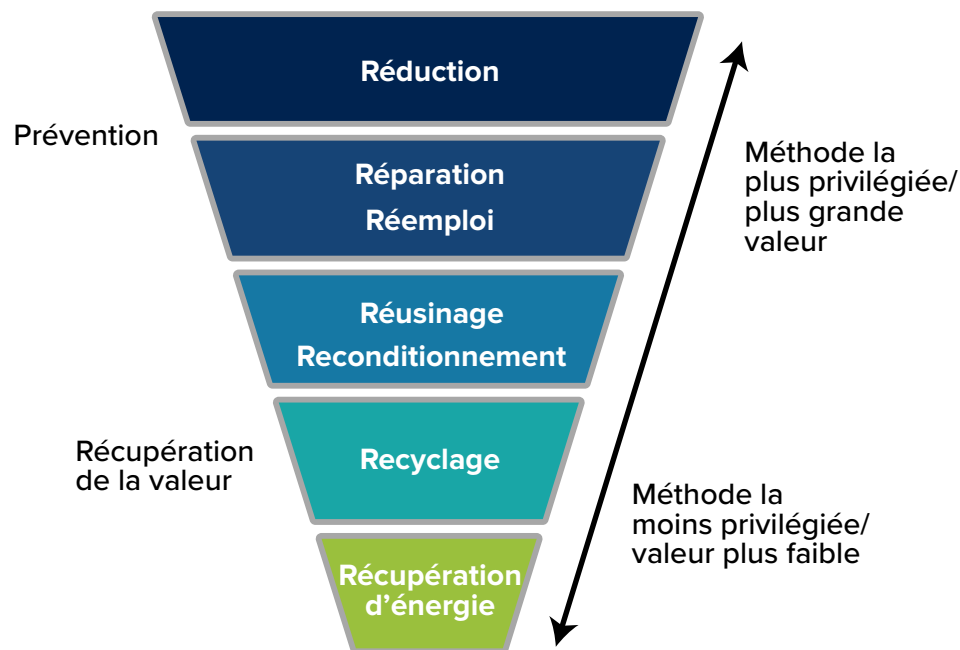 Réduction
Prévention
Réparation
Réemploi
Méthode la
plus privilégiée/
plus grande
valeur
Réusinage
Reconditionnement
Récupération
de la valeur
Recyclage
Méthode la
moins privilégiée/
valeur plus faible
Récupération
d’énergie